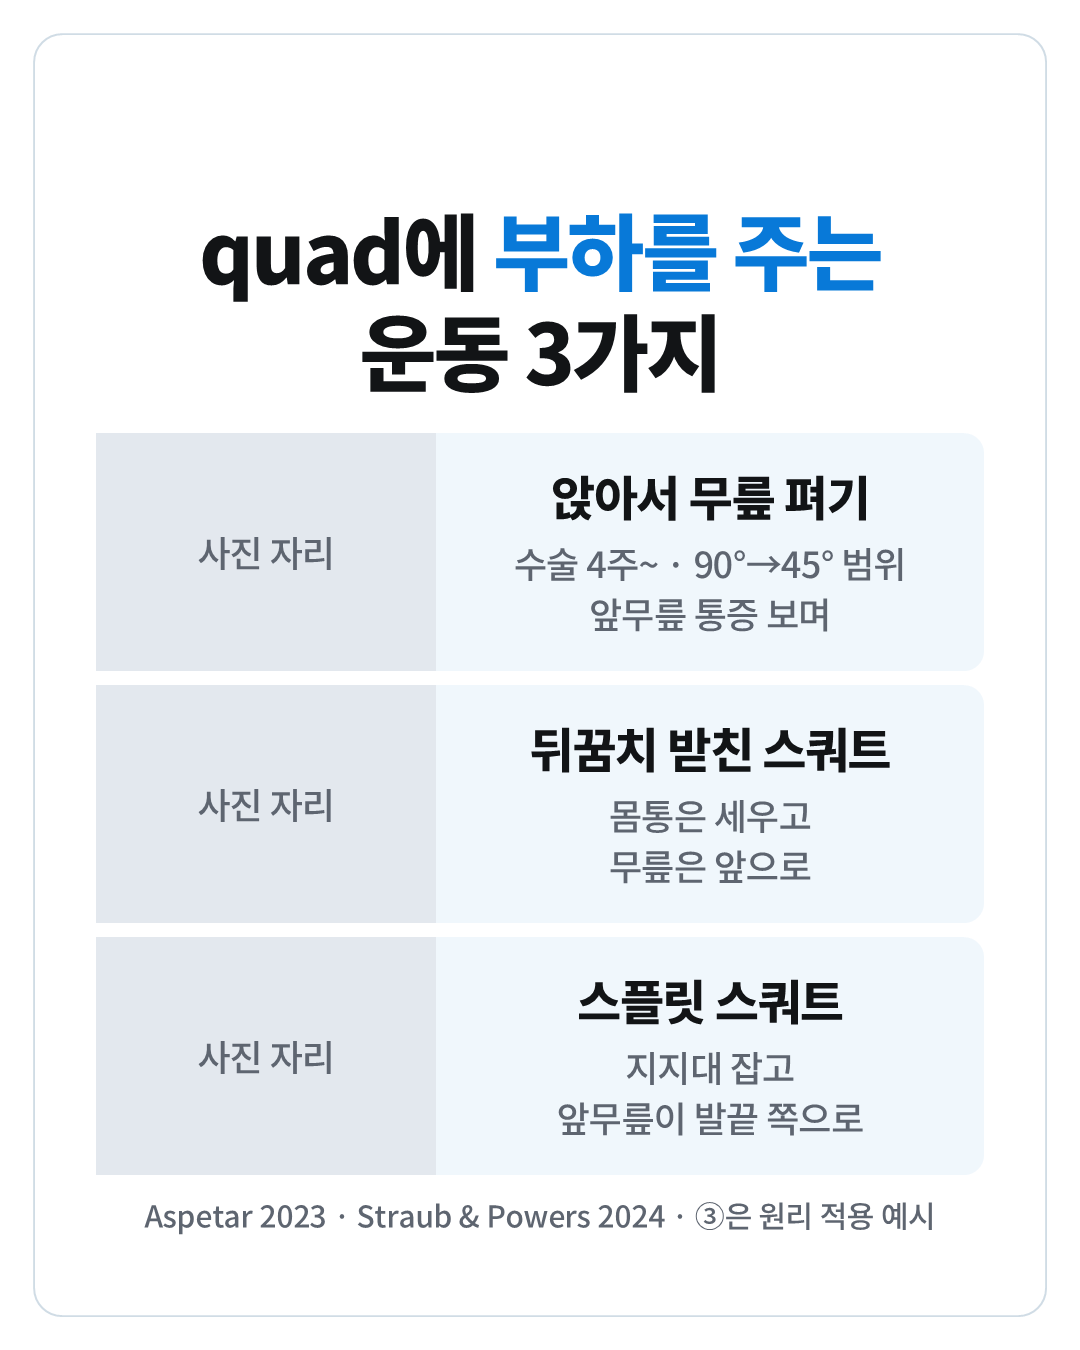 quad에 부하를 주는
운동 3가지
사진 자리
앉아서 무릎 펴기
수술 4주~ · 90°→45° 범위
앞무릎 통증 보며
사진 자리
뒤꿈치 받친 스쿼트
몸통은 세우고
무릎은 앞으로
사진 자리
스플릿 스쿼트
지지대 잡고
앞무릎이 발끝 쪽으로
Aspetar 2023 · Straub & Powers 2024 · ③은 원리 적용 예시